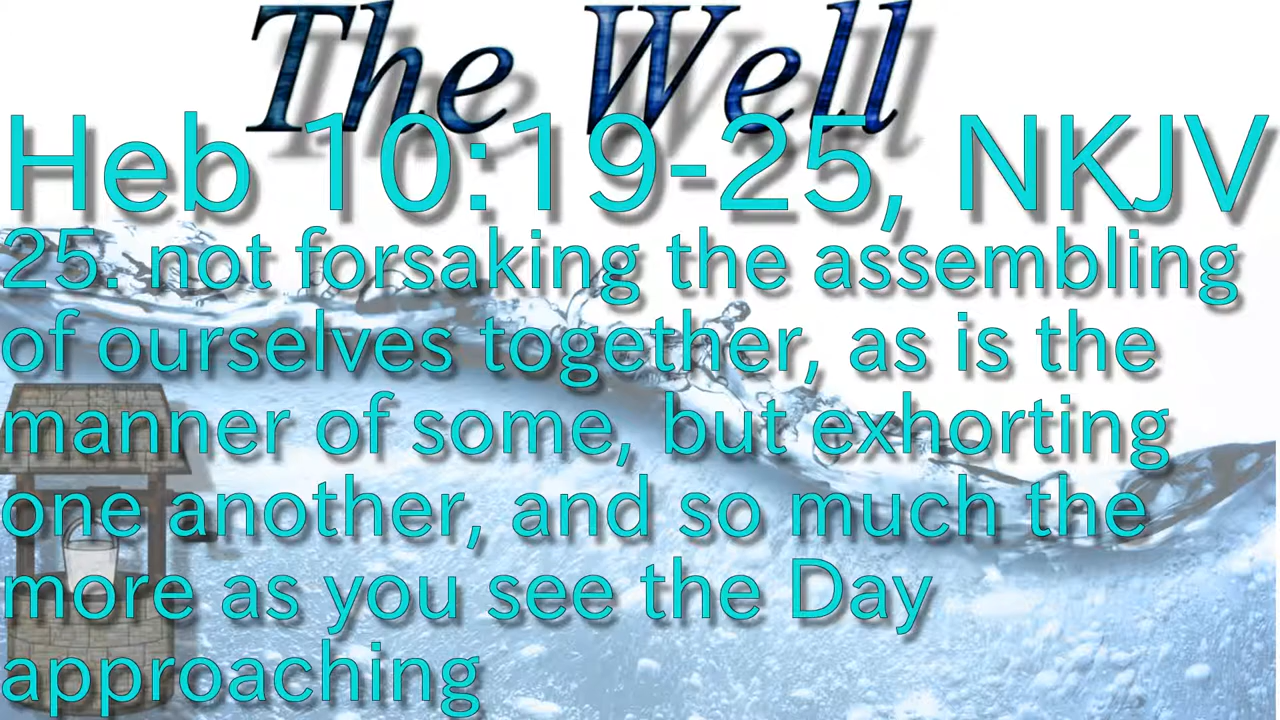 The Well
Heb 10:19-25, NKJV
25. not forsaking the assembling
of ourselves together, as is the
manner of some, but exhorting
one another, and so much the
more as you see the Day
approaching